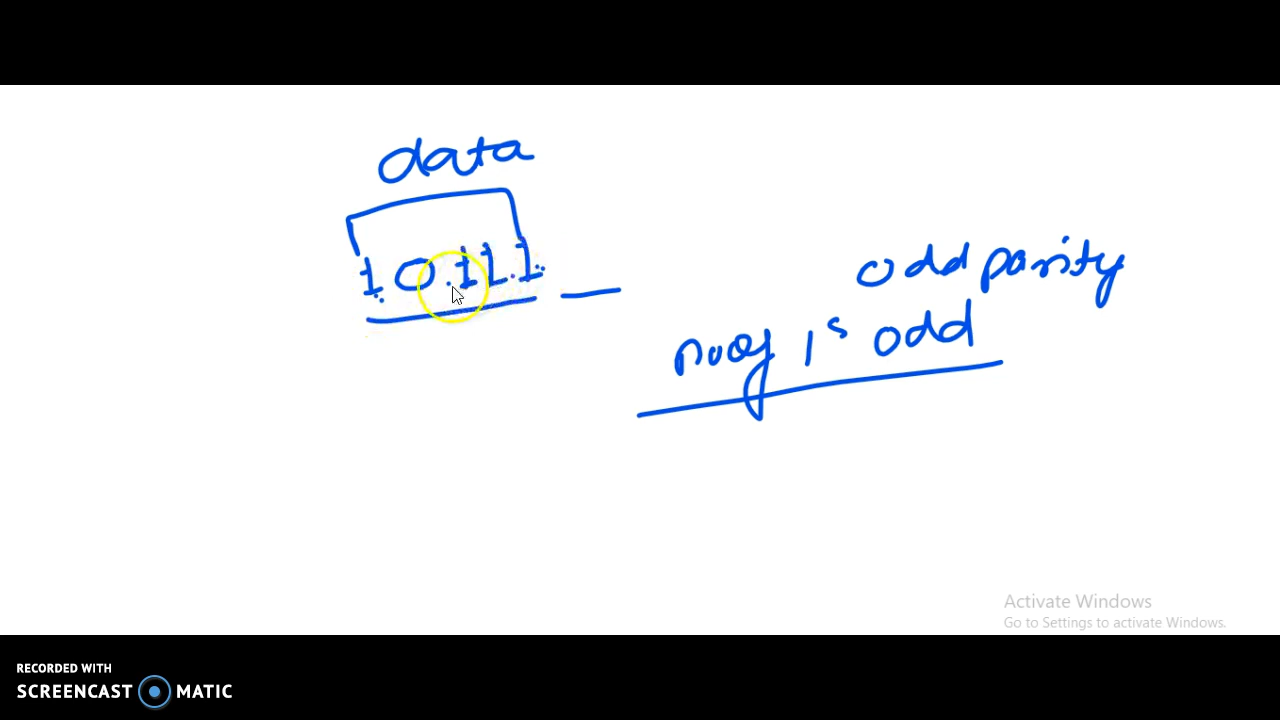 data
10111 _
odd parity
no of 1s odd
Activate Windows
Go to Settings to activate Windows.
RECORDED WITH
SCREENCAST MATIC